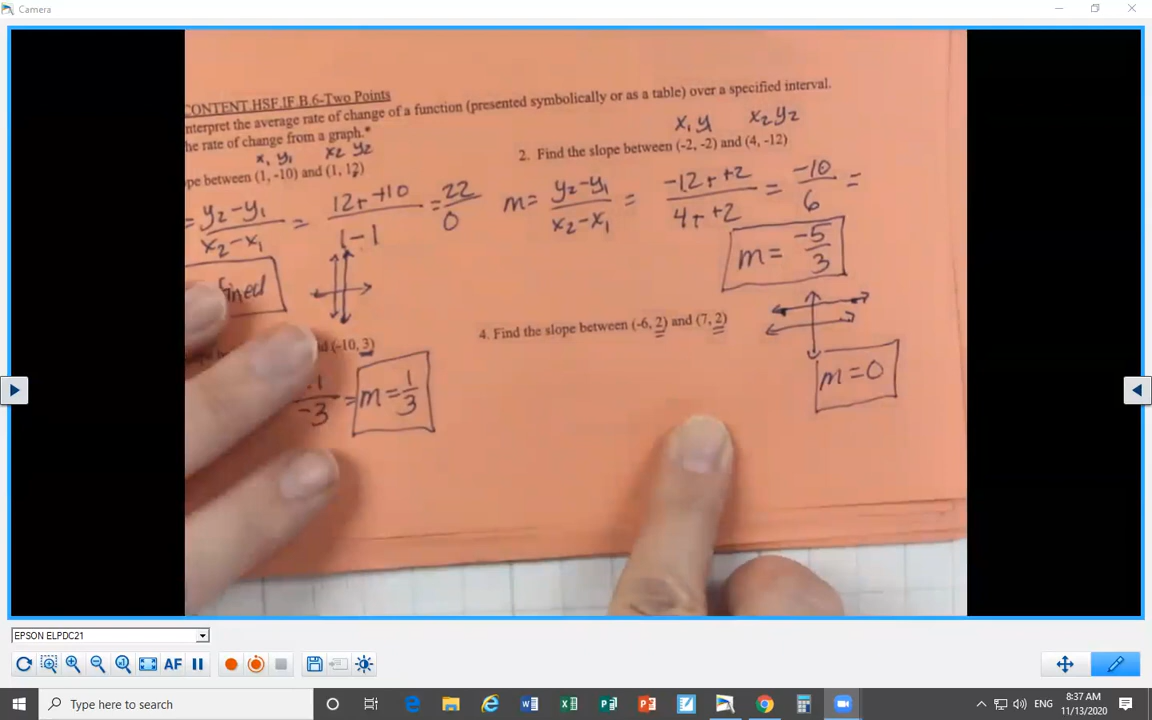 Camera
CONTENT.HSF.IF.B.6-Two Points
nterpret the average rate of change of a function (presented symbolically or as a table) over a specified interval.
he rate of change from a graph.*
x₁ y₁ x₂ y₂
pe between (1, -10) and (1, 12)
= y₂-y₁ / x₂-x₁ = 12+ +10 / 1-1 = 22 / 0
fined
x₁ y₁ x₂ y₂
2. Find the slope between (-2, -2) and (4, -12)
m = y₂-y₁ / x₂-x₁ = -12+ +2 / 4+ +2 = -10 / 6 =
m = -5 / 3
d (-10, 3)
-1 / -3 = m = 1 / 3
4. Find the slope between (-6, 2) and (7, 2)
m = 0
EPSON ELPDC21
AF
Type here to search
ENG
8:37 AM
11/13/2020